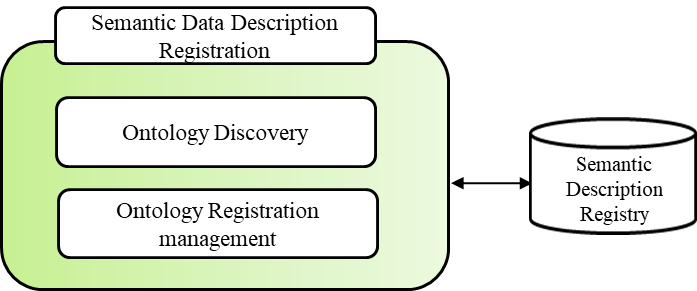 Semantic Data Description
Registration
Ontology Discovery
Ontology Registration
management
Semantic
Description
Registry